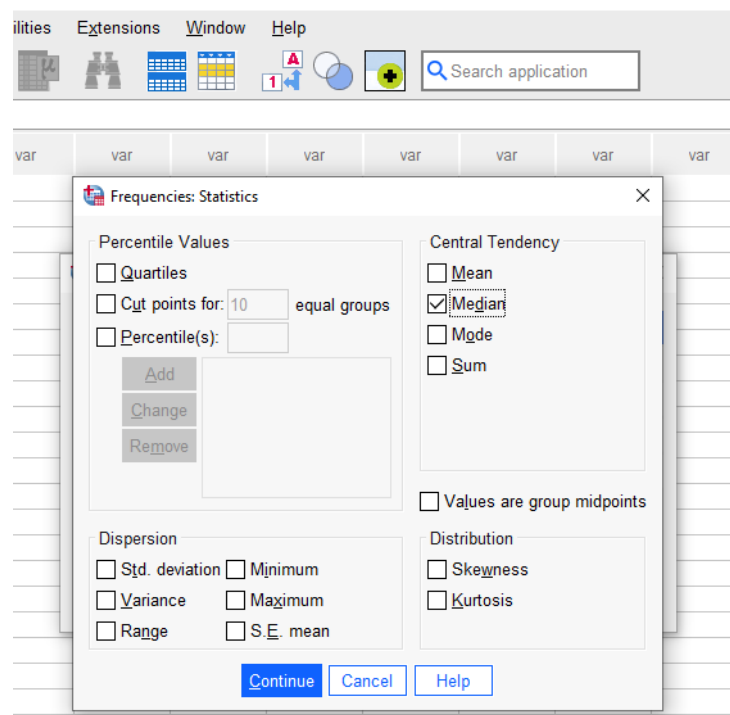 ilities Extensions Window Help
μ A 1 Search application
var var var var var var var var
Frequencies: Statistics
Percentile Values
Quartiles
Cut points for: 10 equal groups
Percentile(s):
Add
Change
Remove
Central Tendency
Mean
Median
Mode
Sum
Values are group midpoints
Dispersion
Std. deviation Minimum
Variance Maximum
Range S.E. mean
Distribution
Skewness
Kurtosis
Continue Cancel Help